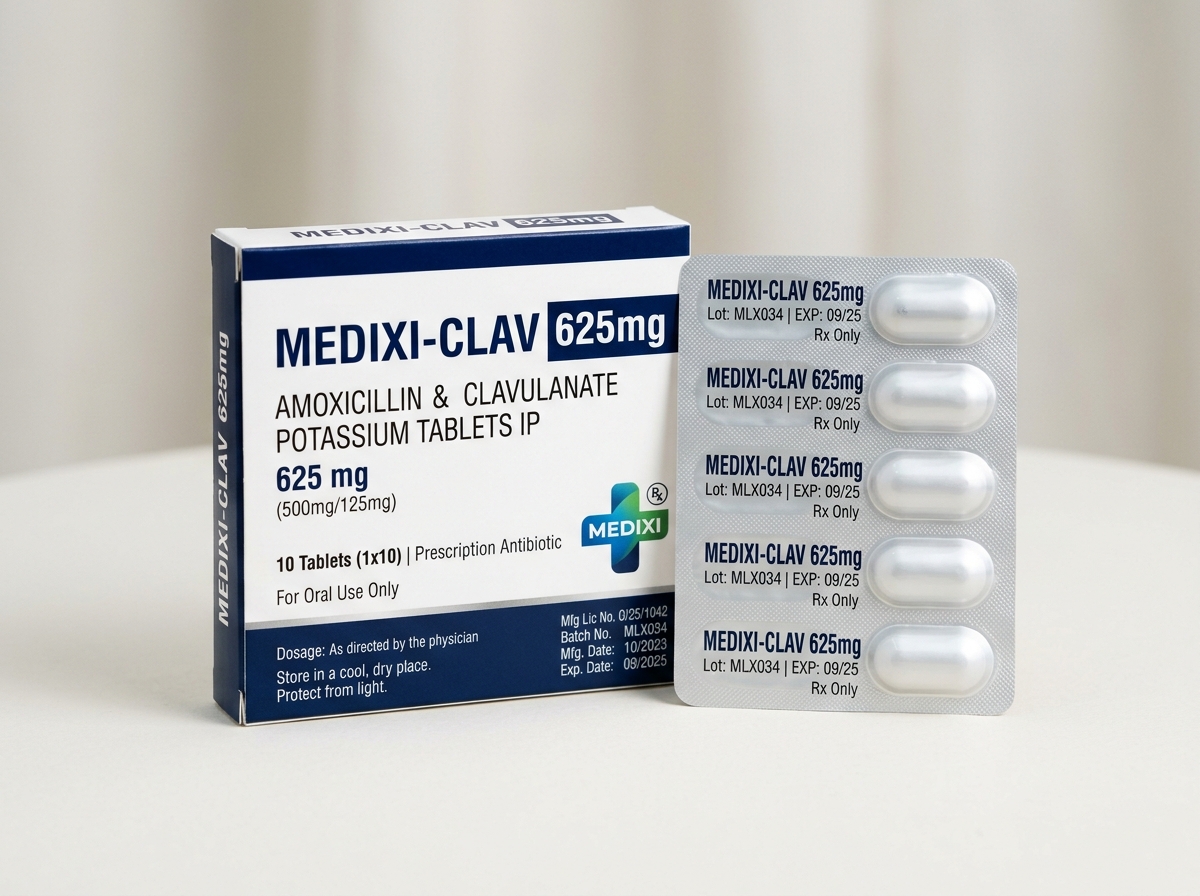 MEDIXI-CLAV 625mg
MEDIXI-CLAV 625mg
MEDIXI-CLAV 625mg
AMOXICILLIN & CLAVULANATE
POTASSIUM TABLETS IP
625 mg
(500mg/125mg)
10 Tablets (1x10) | Prescription Antibiotic
For Oral Use Only
Rx
MEDIXI
Dosage: As directed by the physician
Store in a cool, dry place.
Protect from light.
Mfg Lic No. 0/25/1042
Batch No. MLX034
Mfg. Date: 10/2023
Exp. Date: 09/2025
MEDIXI-CLAV 625mg
Lot: MLX034 | EXP: 09/25
Rx Only
MEDIXI-CLAV 625mg
Lot: MLX034 | EXP: 09/25
Rx Only
MEDIXI-CLAV 625mg
Lot: MLX034 | EXP: 09/25
Rx Only
MEDIXI-CLAV 625mg
Lot: MLX034 | EXP: 09/25
Rx Only
MEDIXI-CLAV 625mg
Lot: MLX034 | EXP: 09/25
Rx Only